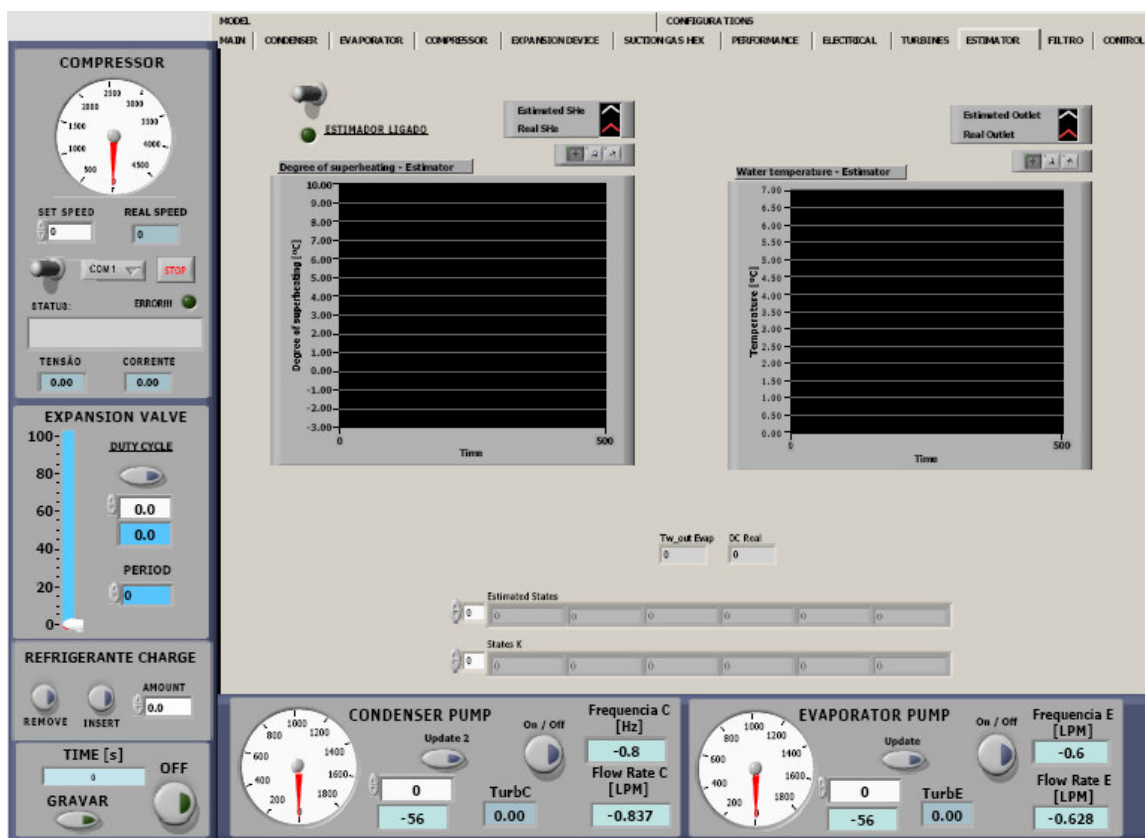 MODEL
CONFIGURATIONS
MAIN
CONDENSER
EVAPORATOR
COMPRESSOR
EXPANSION DEVICE
SUCTION GAS HEX
PERFORMANCE
ELECTRICAL
TURBINES
ESTIMATOR
FILTRO
CONTROL
COMPRESSOR
0
500
1000
1500
2000
2500
3000
3500
4000
4500
SET SPEED
REAL SPEED
0
0
COM 1
STOP
STATUS:
ERROR!!!
TENSÃO
CORRENTE
0.00
0.00
EXPANSION VALVE
100
80
60
40
20
0
DUTY CYCLE
0.0
0.0
PERIOD
0
REFRIGERANTE CHARGE
REMOVE
INSERT
AMOUNT
0.0
TIME [s]
0
GRAVAR
OFF
ESTIMADOR LIGADO
Estimated SHe
Real SHe
Degree of superheating - Estimator
Degree of superheating [ºC]
10.00
9.00
8.00
7.00
6.00
5.00
4.00
3.00
2.00
1.00
0.00
-1.00
-2.00
-3.00
0
500
Time
Estimated Outlet
Real Outlet
Water temperature - Estimator
Temperature [ºC]
7.00
6.50
6.00
5.50
5.00
4.50
4.00
3.50
3.00
2.50
2.00
1.50
1.00
0.50
0.00
0
500
Time
Tw_out Evap
DC Real
0
0
Estimated States
0
0 0 0 0 0 0
States K
0
0 0 0 0 0 0
CONDENSER PUMP
0
200
400
600
800
1000
1200
1400
1600
1800
Update 2
0
-56
On / Off
TurbC
0.00
Frequencia C
[Hz]
-0.8
Flow Rate C
[LPM]
-0.837
EVAPORATOR PUMP
0
200
400
600
800
1000
1200
1400
1600
1800
Update
0
-56
On / Off
TurbE
0.00
Frequencia E
[LPM]
-0.6
Flow Rate E
[LPM]
-0.628